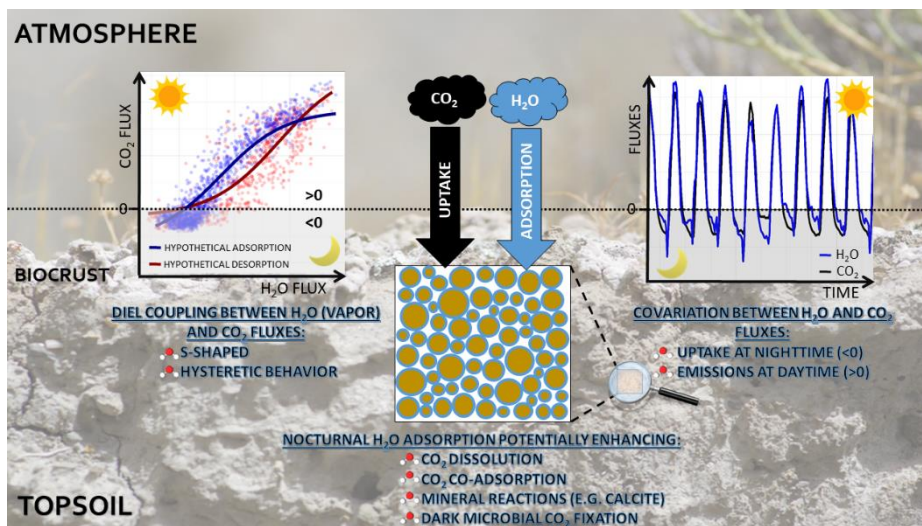 ATMOSPHERE
CO₂ FLUX
0
>0
<0
HYPOTHETICAL ADSORPTION
HYPOTHETICAL DESORPTION
H₂O FLUX
CO₂
H₂O
UPTAKE
ADSORPTION
FLUXES
0
H₂O
CO₂
TIME
BIOCRUST
DIEL COUPLING BETWEEN H₂O (VAPOR)
AND CO₂ FLUXES:
S-SHAPED
HYSTERETIC BEHAVIOR
COVARIATION BETWEEN H₂O AND CO₂
FLUXES:
UPTAKE AT NIGHTTIME (<0)
EMISSIONS AT DAYTIME (>0)
NOCTURNAL H₂O ADSORPTION POTENTIALLY ENHANCING:
CO₂ DISSOLUTION
CO₂ CO-ADSORPTION
MINERAL REACTIONS (E.G. CALCITE)
DARK MICROBIAL CO₂ FIXATION
TOPSOIL